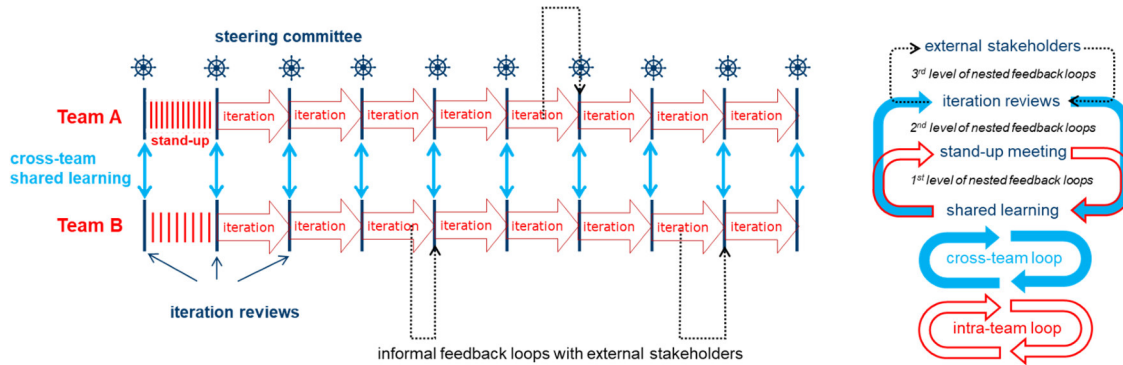 steering committee
Team A
iteration iteration iteration iteration iteration iteration iteration iteration
stand-up
cross-team
shared learning
Team B
iteration iteration iteration iteration iteration iteration iteration iteration
iteration reviews
informal feedback loops with external stakeholders
external stakeholders
3rd level of nested feedback loops
iteration reviews
2nd level of nested feedback loops
stand-up meeting
1st level of nested feedback loops
shared learning
cross-team loop
intra-team loop